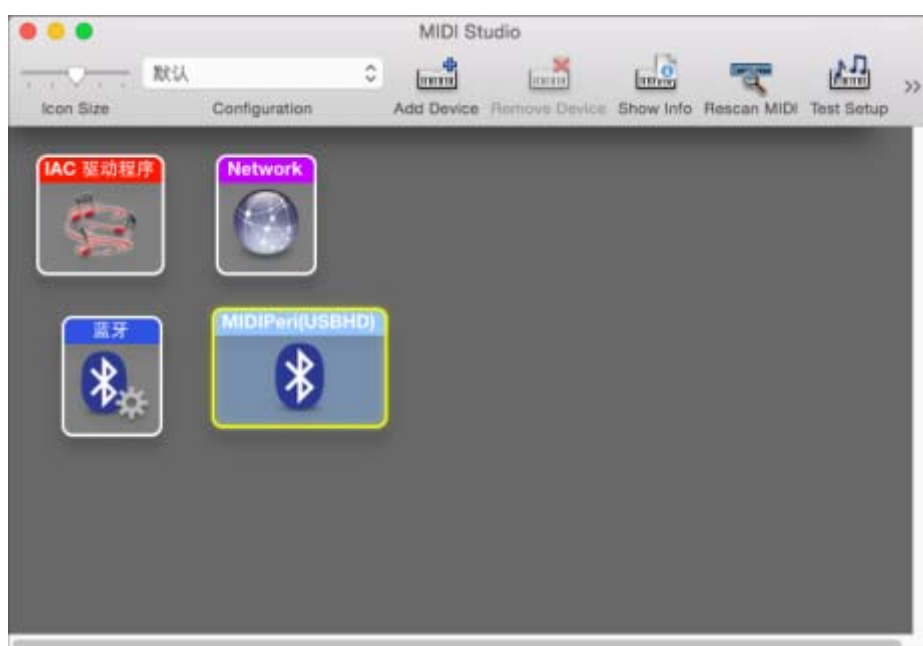 MIDI Studio
默认
Icon Size Configuration Add Device Remove Device Show Info Rescan MIDI Test Setup
IAC 驱动程序 Network
蓝牙 MIDIPeri(USBHD)